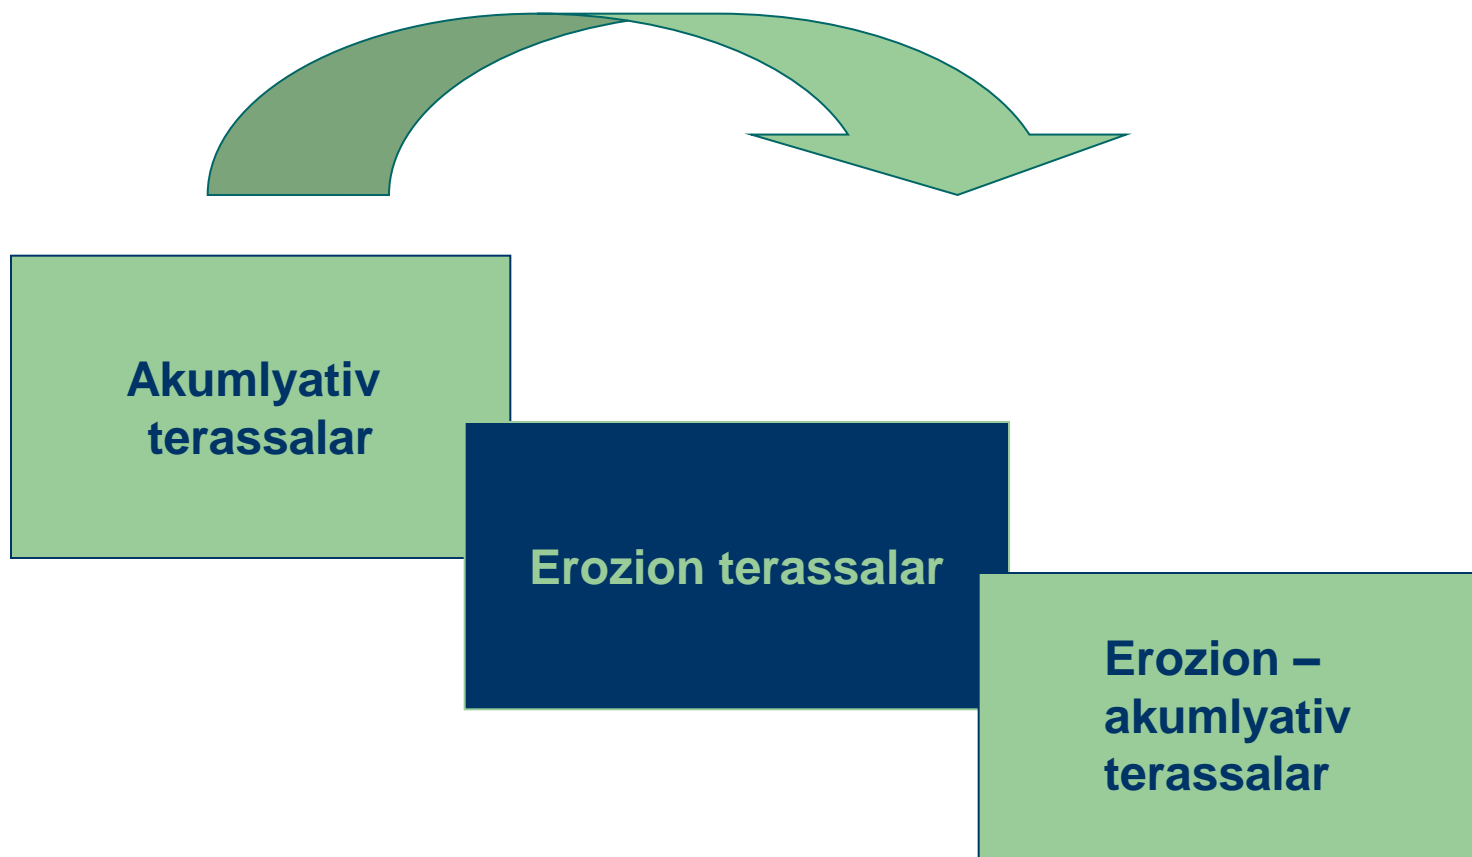 Akumlyativ
terassalar
Erozion terassalar
Erozion –
akumlyativ
terassalar